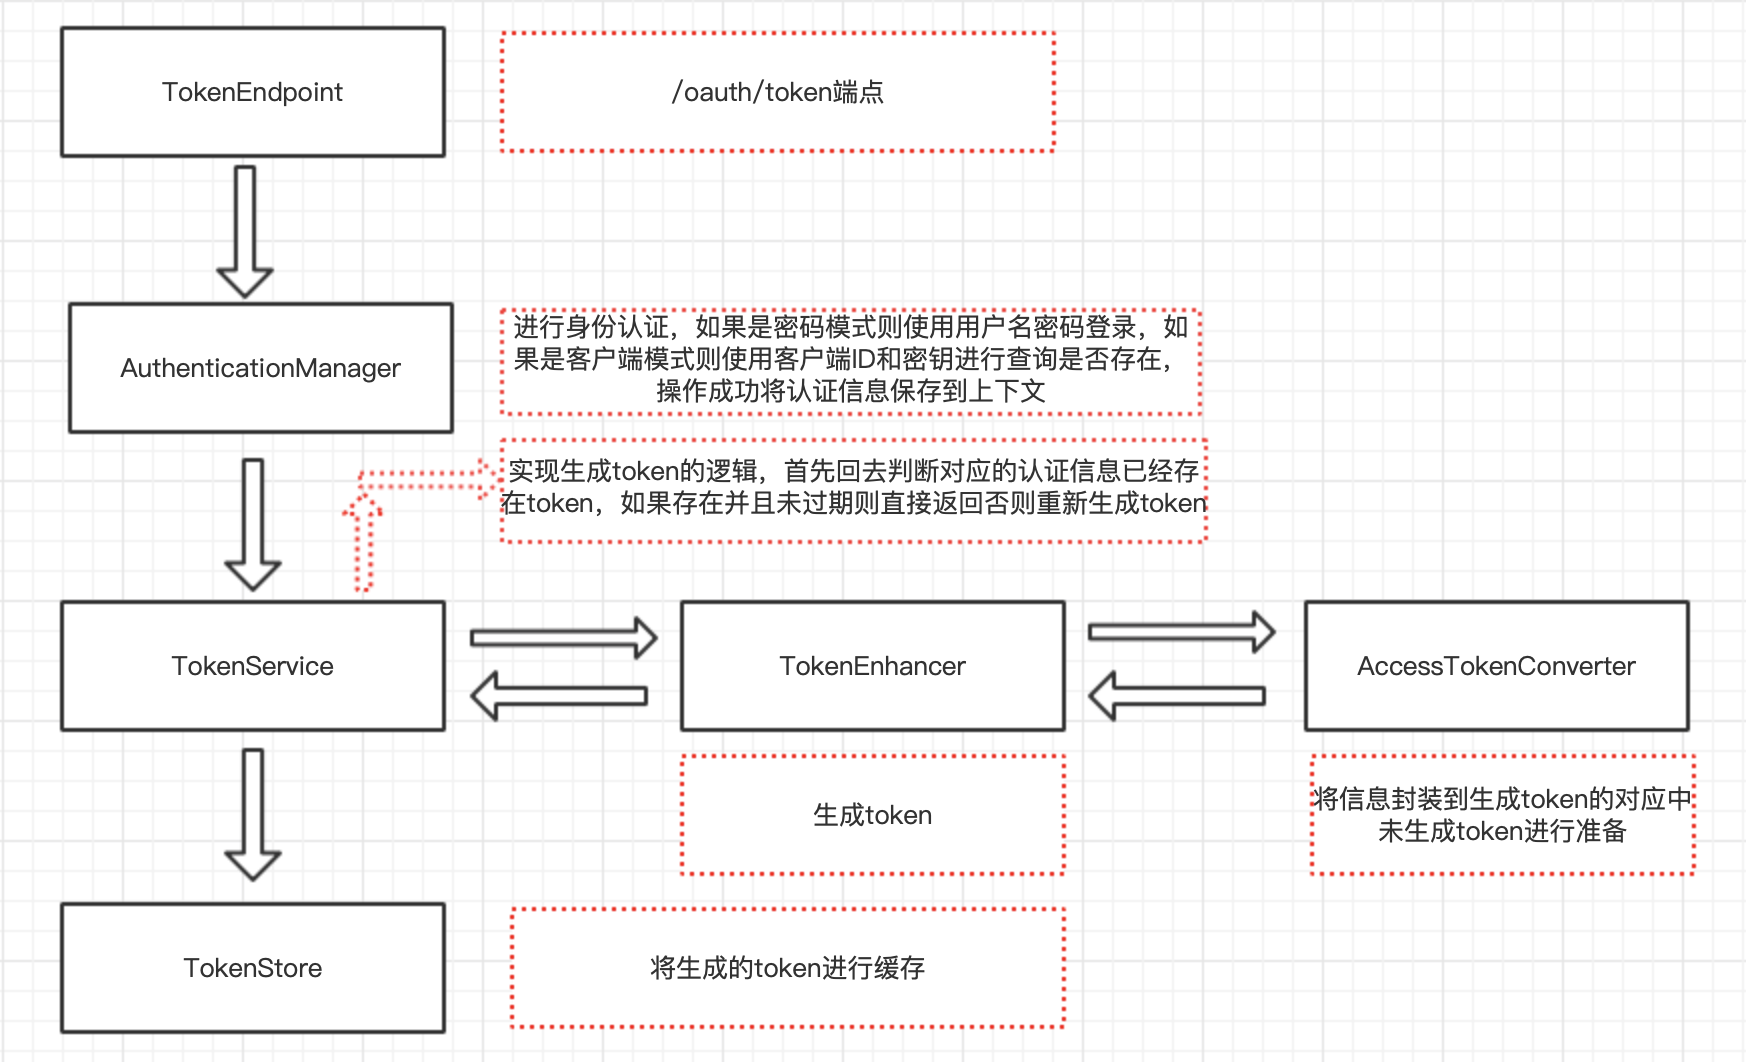 TokenEndpoint
/oauth/token端点
AuthenticationManager
进行身份认证，如果是密码模式则使用用户名密码登录，如
果是客户端模式则使用客户端ID和密钥进行查询是否存在，
操作成功将认证信息保存到上下文
实现生成token的逻辑，首先回去判断对应的认证信息已经存
在token，如果存在并且未过期则直接返回否则重新生成token
TokenService
TokenEnhancer
AccessTokenConverter
生成token
将信息封装到生成token的对应中
未生成token进行准备
TokenStore
将生成的token进行缓存